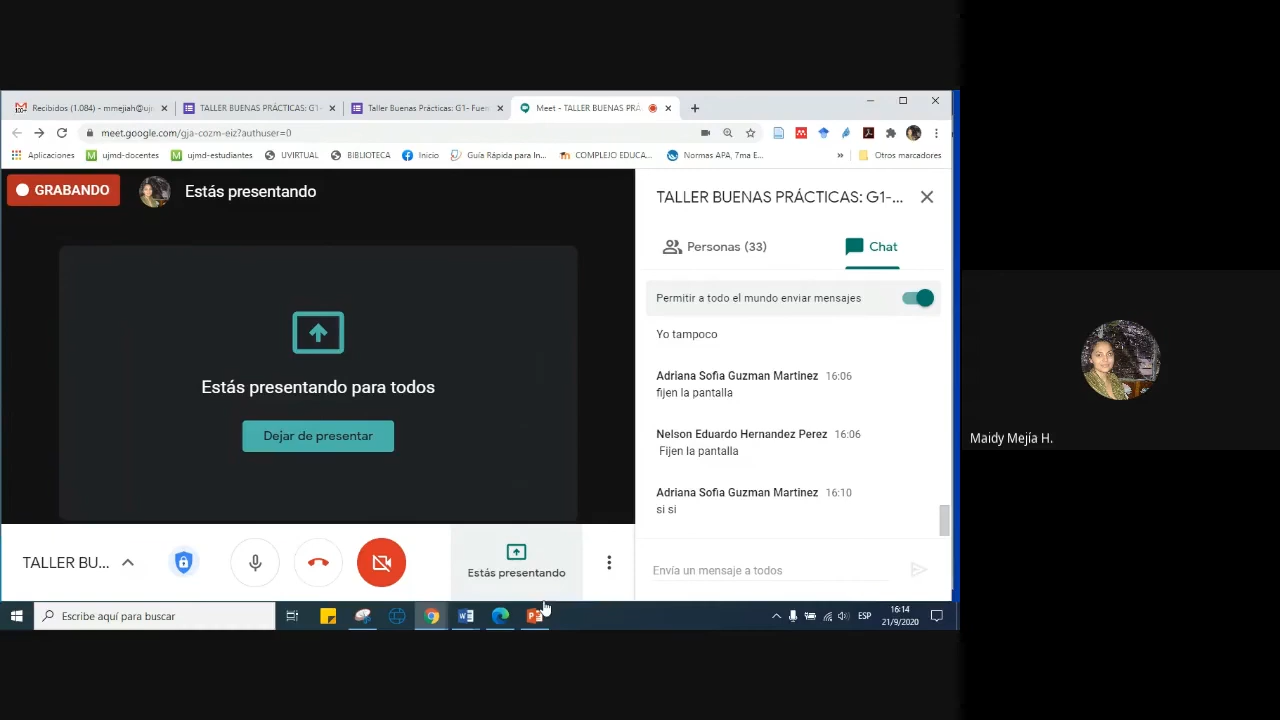 Recibidos (1.084) - mmejiah@uj
TALLER BUENAS PRÁCTICAS: G1-
Taller Buenas Prácticas: G1- Fuen
Meet - TALLER BUENAS PRÁ
meet.google.com/gja-cozm-eiz?authuser=0
Aplicaciones
ujmd-docentes
ujmd-estudiantes
UVIRTUAL
BIBLIOTECA
Inicio
Guía Rápida para In...
COMPLEJO EDUCA...
Normas APA, 7ma E...
»
Otros marcadores
GRABANDO
Estás presentando
TALLER BUENAS PRÁCTICAS: G1-...
Personas (33)
Chat
Permitir a todo el mundo enviar mensajes
Yo tampoco
Adriana Sofia Guzman Martinez 16:06
fijen la pantalla
Nelson Eduardo Hernandez Perez 16:06
Fijen la pantalla
Adriana Sofia Guzman Martinez 16:10
si si
Estás presentando para todos
Dejar de presentar
Maidy Mejía H.
TALLER BU...
Estás presentando
Envía un mensaje a todos
Escribe aquí para buscar
ESP
16:14
21/9/2020